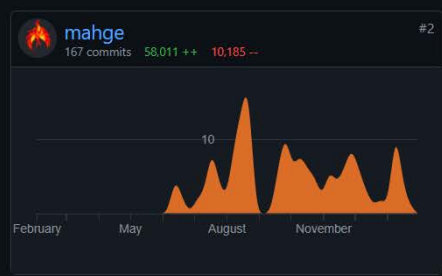 mahge
#2
167 commits 58,011 ++ 10,185 --
10
February May August November